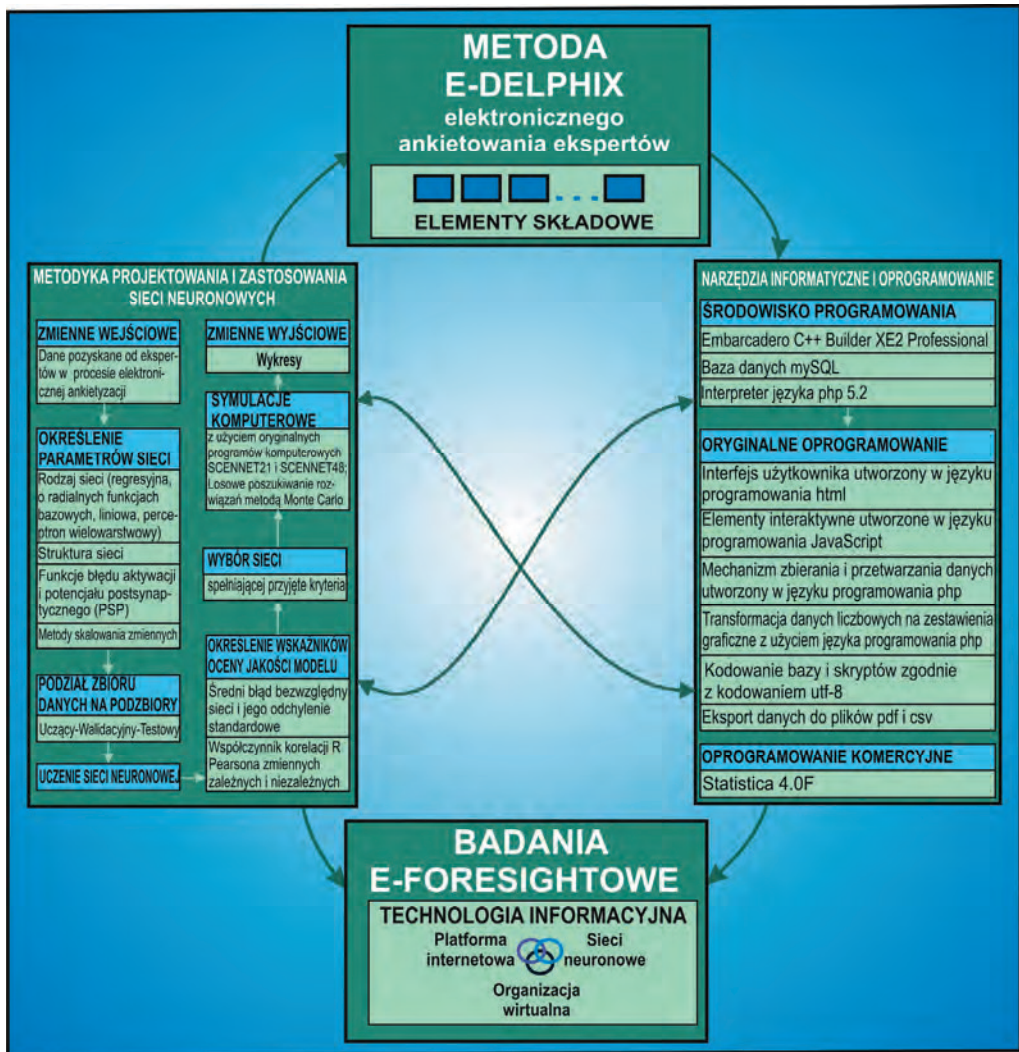 METODA
E-DELPHIX
elektronicznego
ankietowania ekspertów
ELEMENTY SKŁADOWE
METODYKA PROJEKTOWANIA I ZASTOSOWANIA
SIECI NEURONOWYCH
ZMIENNE WEJŚCIOWE
Dane pozyskane od eksper-
tów w procesie elektroni-
cznej ankietyzacji
OKREŚLENIE
PARAMETRÓW SIECI
Rodzaj sieci (regresyjna,
o radialnych funkcjach
bazowych, liniowa, perce-
ptron wielowarstwowy)
Struktura sieci
Funkcje błędu aktywacji
i potencjału postsynap-
tycznego (PSP)
Metody skalowania zmiennych
PODZIAŁ ZBIORU
DANYCH NA PODZBIORY
Uczący-Walidacyjny-Testowy
UCZENIE SIECI NEURONOWEJ
ZMIENNE WYJŚCIOWE
Wykresy
SYMULACJE
KOMPUTEROWE
z użyciem oryginalnych
programów komputerowych
SCENNET21 i SCENNET48;
Losowe poszukiwanie roz-
wiązań metodą Monte Carlo
WYBÓR SIECI
spełniającej przyjęte kryteria
OKREŚLENIE WSKAŹNIKÓW
OCENY JAKOŚCI MODELU
Średni błąd bezwzględny
sieci i jego odchylenie
standardowe
Współczynnik korelacji R
Pearsona zmiennych
zależnych i niezależnych
NARZĘDZIA INFORMATYCZNE I OPROGRAMOWANIE
ŚRODOWISKO PROGRAMOWANIA
Embarcadero C++ Builder XE2 Professional
Baza danych mySQL
Interpreter języka php 5.2
ORYGINALNE OPROGRAMOWANIE
Interfejs użytkownika utworzony w języku
programowania html
Elementy interaktywne utworzone w języku
programowania JavaScript
Mechanizm zbierania i przetwarzania danych
utworzony w języku programowania php
Transformacja danych liczbowych na zestawienia
graficzne z użyciem języka programowania php
Kodowanie bazy i skryptów zgodnie
z kodowaniem utf-8
Eksport danych do plików pdf i csv
OPROGRAMOWANIE KOMERCYJNE
Statistica 4.0F
BADANIA
E-FORESIGHTOWE
TECHNOLOGIA INFORMACYJNA
Platforma
internetowa
Sieci
neuronowe
Organizacja
wirtualna